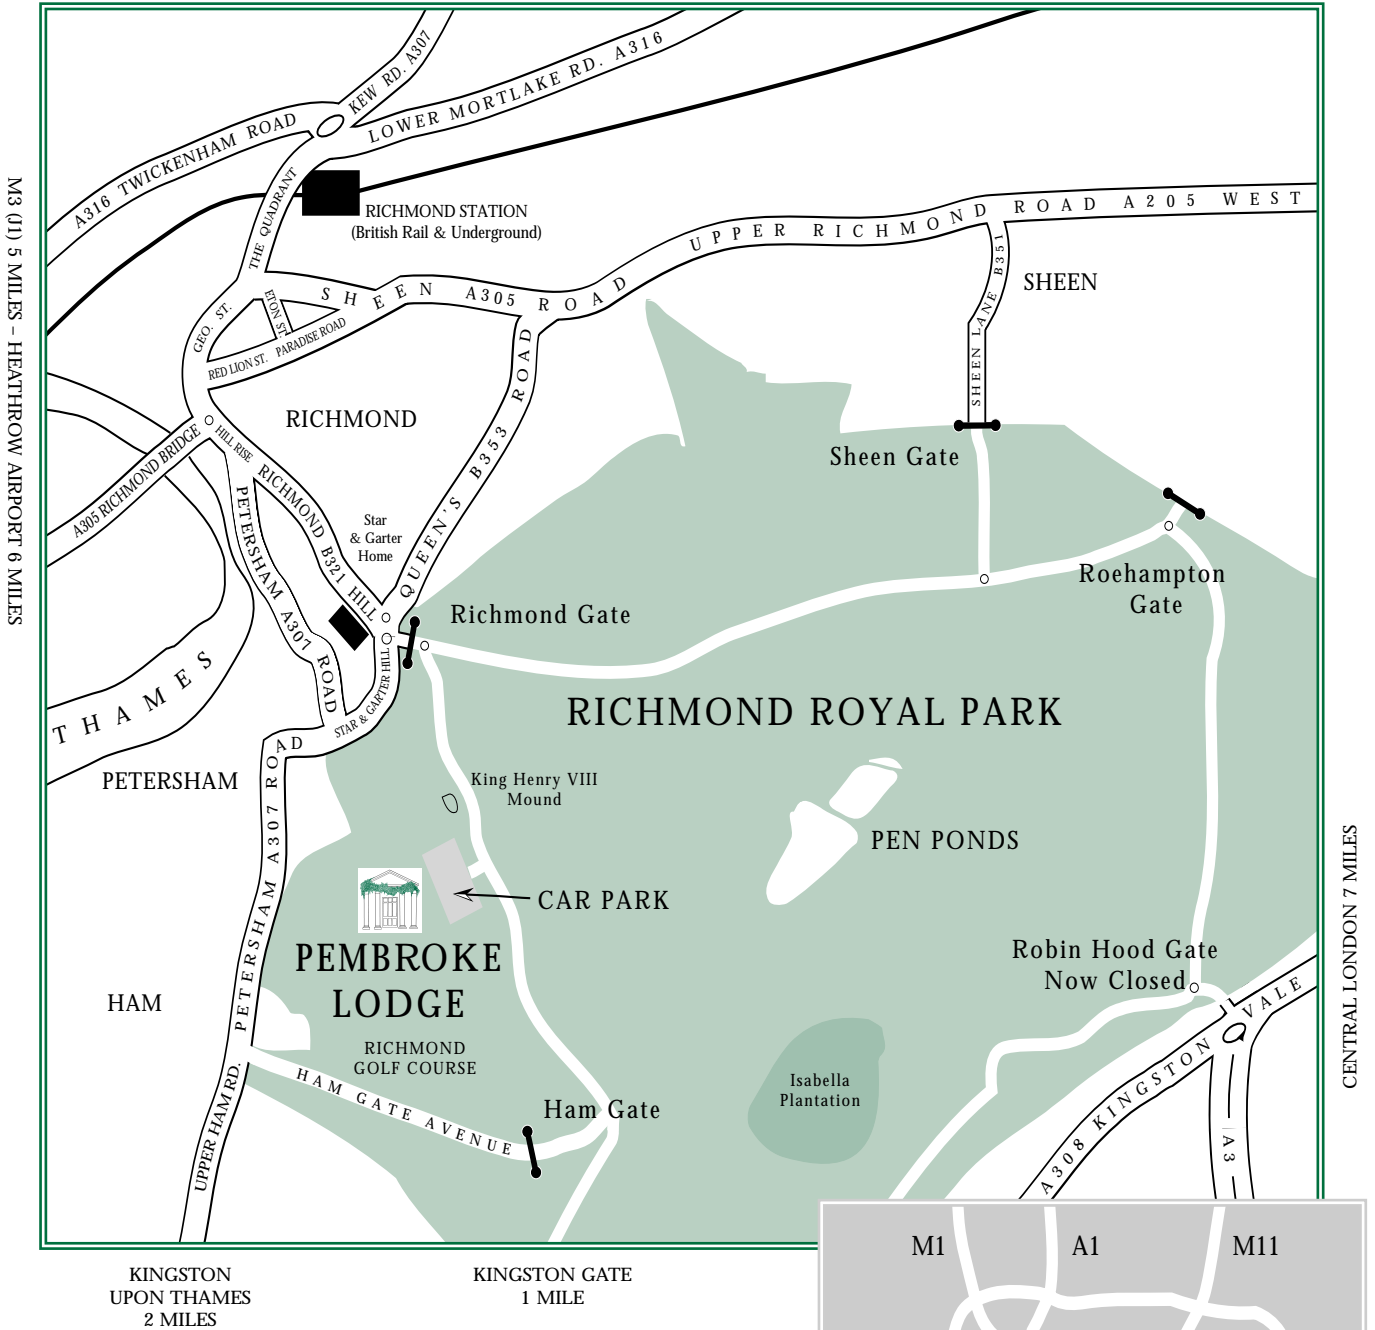 KEW RD. A307
LOWER MORTLAKE RD. A316
A316 TWICKENHAM ROAD
THE QUADRANT
RICHMOND STATION
(British Rail & Underground)
UPPER RICHMOND ROAD A205 WEST
SHEEN LANE B351
SHEEN
SHEEN A305 ROAD
ETON ST.
GEO. ST.
RED LION ST. PARADISE ROAD
RICHMOND
A305 RICHMOND BRIDGE
HILL RISE
RICHMOND B321 HILL
PETERSHAM A307 ROAD
QUEEN'S B353 ROAD
Star
& Garter
Home
Sheen Gate
Roehampton
Gate
Richmond Gate
STAR & GARTER HILL
THAMES
RICHMOND ROYAL PARK
PETERSHAM
PETERSHAM A307 ROAD
King Henry VIII
Mound
PEN PONDS
CAR PARK
PEMBROKE
LODGE
RICHMOND
GOLF COURSE
HAM
UPPER HAM RD.
HAM GATE AVENUE
Ham Gate
Isabella
Plantation
Robin Hood Gate
Now Closed
A308 KINGSTON VALE
A3
M3 (J1) 5 MILES – HEATHROW AIRPORT 6 MILES
CENTRAL LONDON 7 MILES
KINGSTON
UPON THAMES
2 MILES
KINGSTON GATE
1 MILE
M1
A1
M11